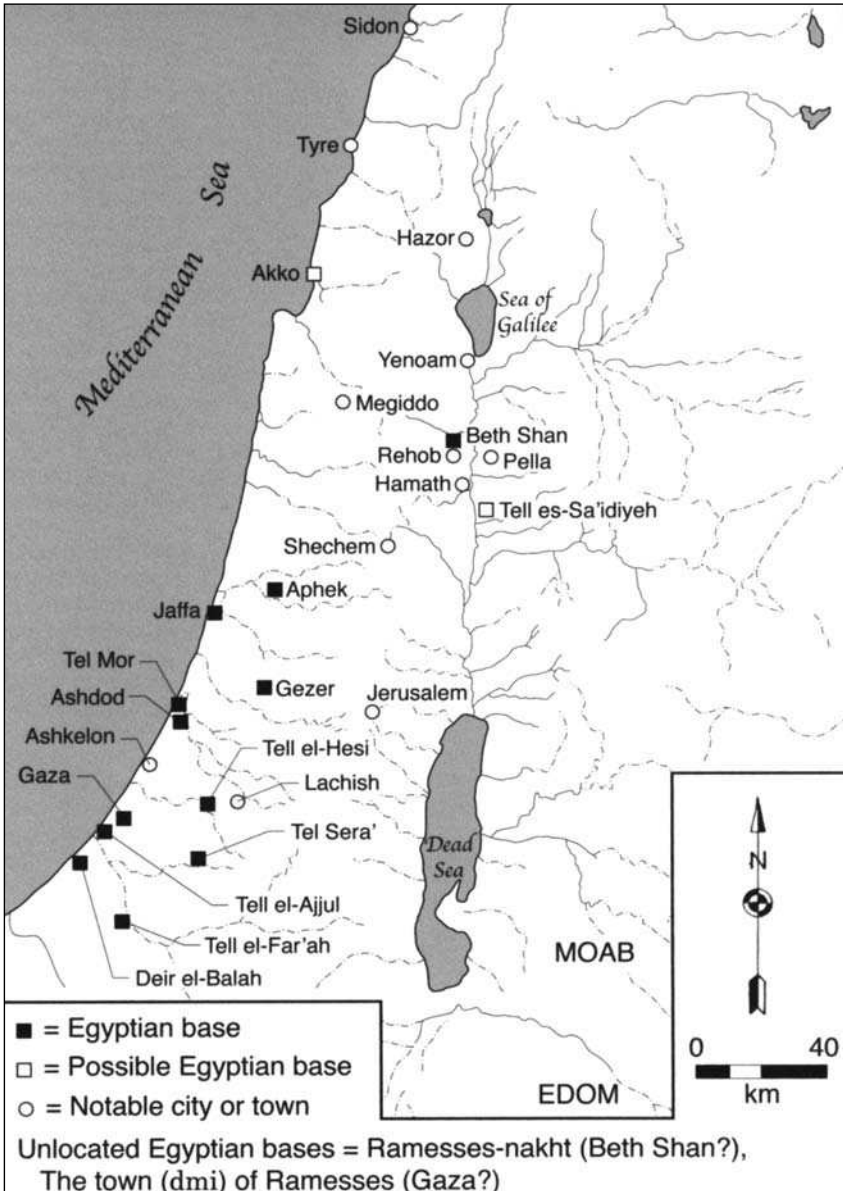 Sidon
Tyre
Mediterranean Sea
Hazor
Akko
Sea of
Galilee
Yenoam
Megiddo
Beth Shan
Rehob
Pella
Hamath
Tell es-Sa'idiyeh
Shechem
Aphek
Jaffa
Tel Mor
Gezer
Jerusalem
Ashdod
Ashkelon
Tell el-Hesi
Gaza
Lachish
Tel Sera'
Dead
Sea
Tell el-Ajjul
Tell el-Far'ah
MOAB
Deir el-Balah
N
■ = Egyptian base
□ = Possible Egyptian base
○ = Notable city or town
EDOM
0 40
km
Unlocated Egyptian bases = Ramesses-nakht (Beth Shan?),
The town (dmi) of Ramesses (Gaza?)